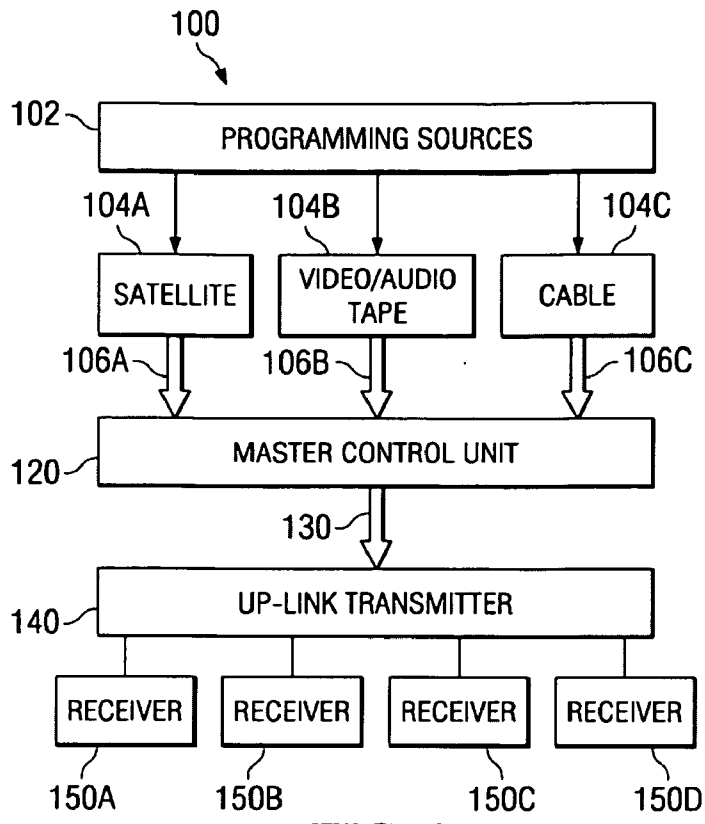 100
102
PROGRAMMING SOURCES
104A
104B
104C
SATELLITE
VIDEO/AUDIO
TAPE
CABLE
106A
106B
106C
120
MASTER CONTROL UNIT
130
140
UP-LINK TRANSMITTER
RECEIVER
RECEIVER
RECEIVER
RECEIVER
150A
150B
150C
150D